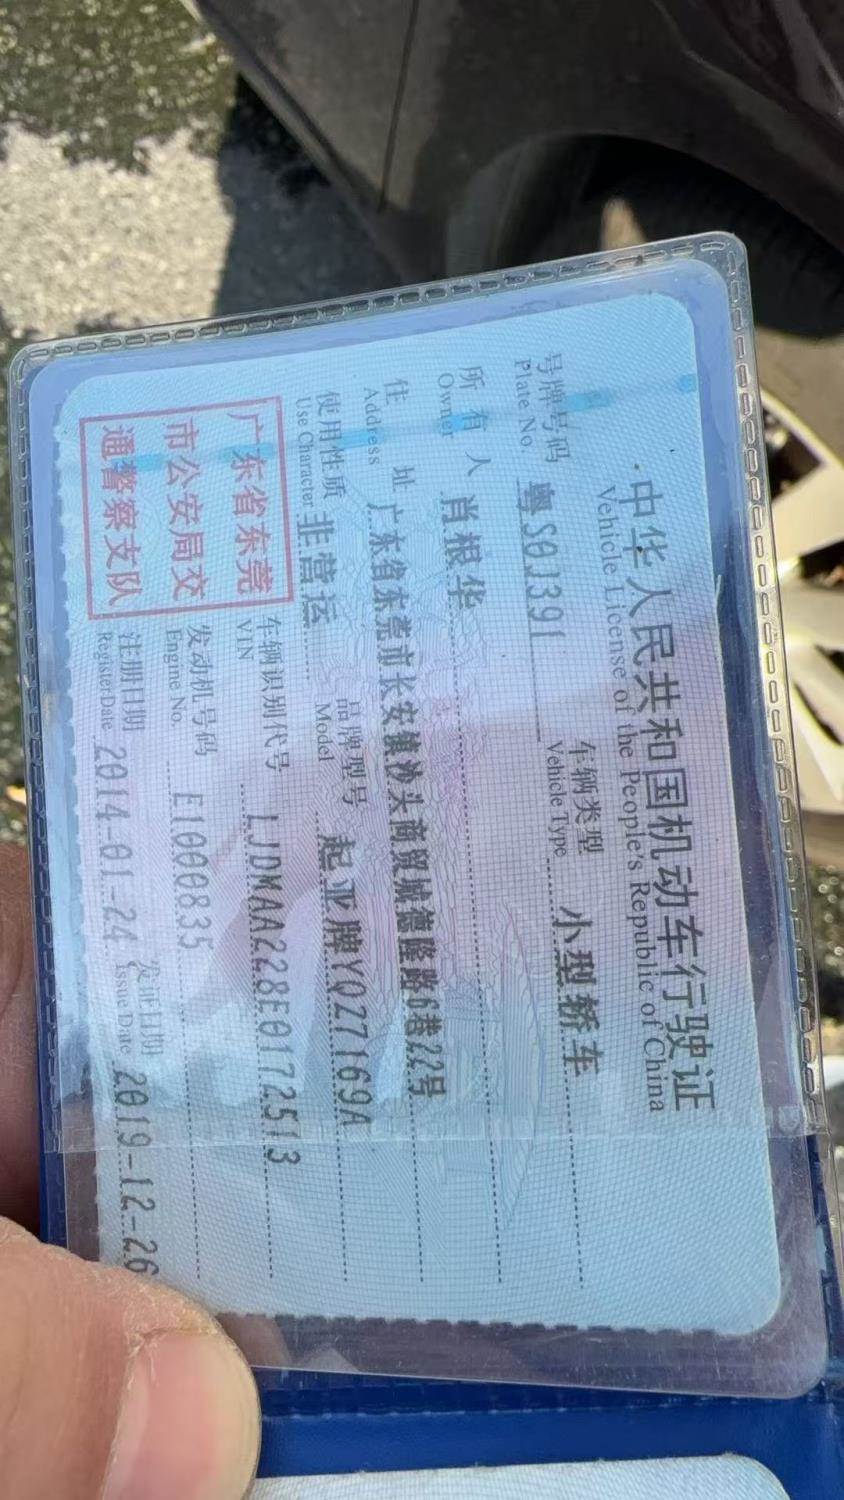 中华人民共和国机动车行驶证
Vehicle License of the People's Republic of China
号牌号码 粤S0J391 车辆类型 小型轿车
Plate No. Vehicle Type
所有人 肖根华
Owner
住址 广东省东莞市长安镇沙头商贸城德隆路6巷22号
Address
使用性质 非营运 品牌型号 起亚牌YQZ7169A
Use Character Model
广东省东莞市公安局交通警察支队
车辆识别代号 LJDMAA228E0172513
VIN
发动机号码 E1000835
Engine No.
注册日期 2014-01-24 发证日期 2019-12-26
Register Date Issue Date